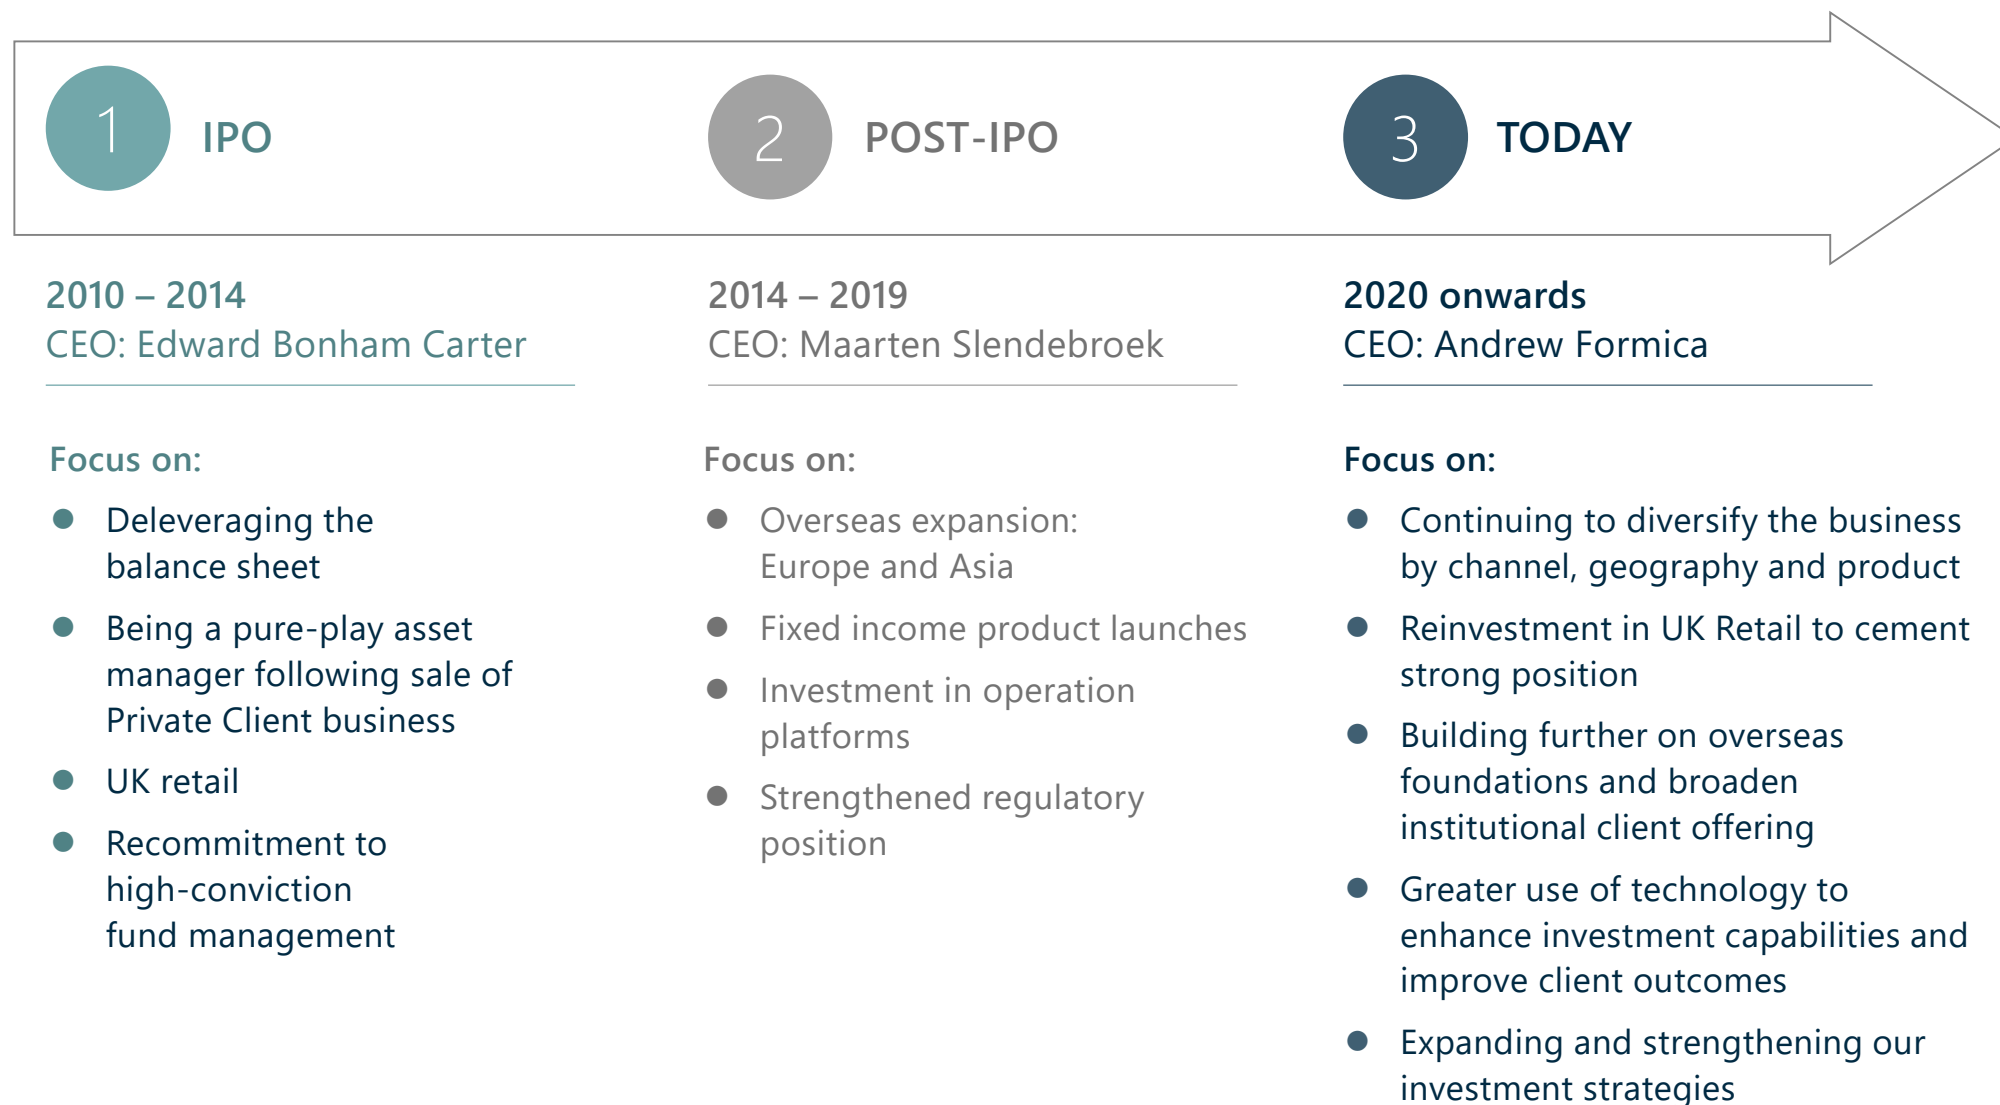 1
IPO
2
POST-IPO
3
TODAY
2010 – 2014
CEO: Edward Bonham Carter
Focus on:
Deleveraging the
balance sheet
Being a pure-play asset
manager following sale of
Private Client business
UK retail
Recommitment to
high-conviction
fund management
2014 – 2019
CEO: Maarten Slendebroek
Focus on:
Overseas expansion:
Europe and Asia
Fixed income product launches
Investment in operation
platforms
Strengthened regulatory
position
2020 onwards
CEO: Andrew Formica
Focus on:
Continuing to diversify the business
by channel, geography and product
Reinvestment in UK Retail to cement
strong position
Building further on overseas
foundations and broaden
institutional client offering
Greater use of technology to
enhance investment capabilities and
improve client outcomes
Expanding and strengthening our
investment strategies